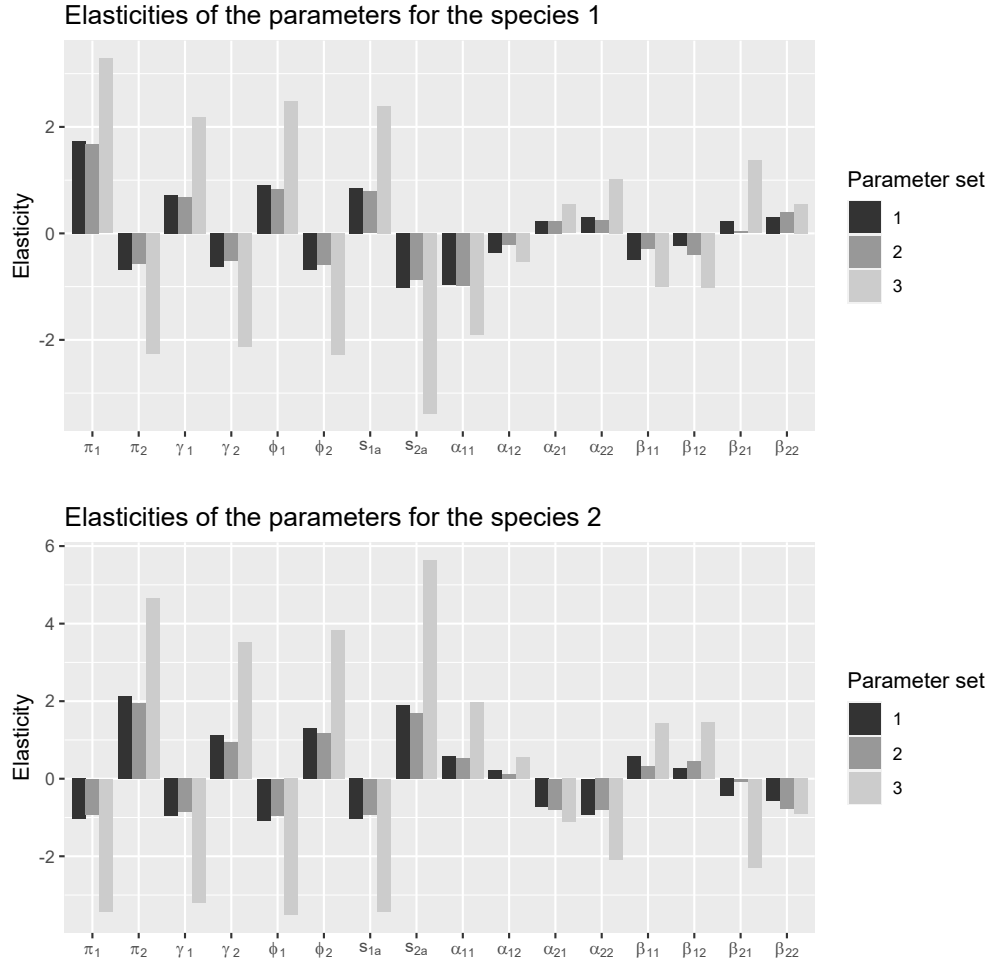 Elasticities of the parameters for the species 1
Elasticity
2
0
-2
π1 π2 γ1 γ2 ϕ1 ϕ2 s1a s2a α11 α12 α21 α22 β11 β12 β21 β22
Parameter set
1
2
3
Elasticities of the parameters for the species 2
Elasticity
6
4
2
0
-2
π1 π2 γ1 γ2 ϕ1 ϕ2 s1a s2a α11 α12 α21 α22 β11 β12 β21 β22
Parameter set
1
2
3